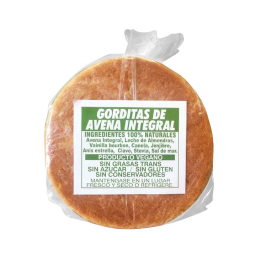 GORDITAS DE
AVENA INTEGRAL
INGREDIENTES 100% NATURALES
Avena Integral, Leche de Almendras,
Vainilla bourbon, Canela, Jenjibre,
Anis estrella, Clavo, Stevia, Sal de mar.
PRODUCTO VEGANO
SIN GRASAS TRANS
SIN AZUCAR / SIN GLUTEN
SIN CONSERVADORES
MANTENGASE EN UN LUGAR
FRESCO Y SECO O REFRIGERE